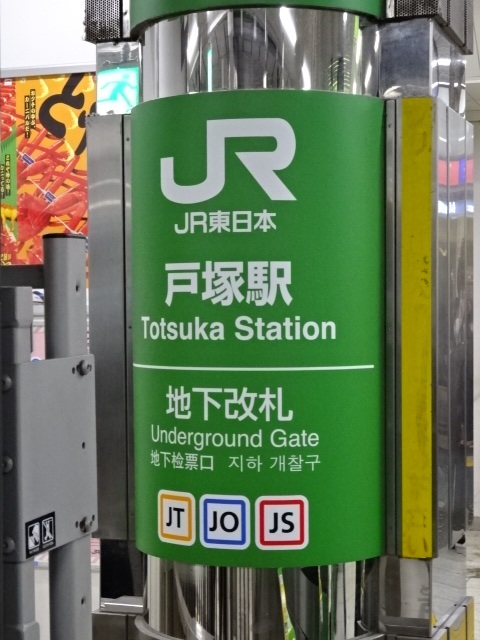 JR
JR東日本
戸塚駅
Totsuka Station
地下改札
Underground Gate
地下检票口 지하 개찰구
JT JO JS